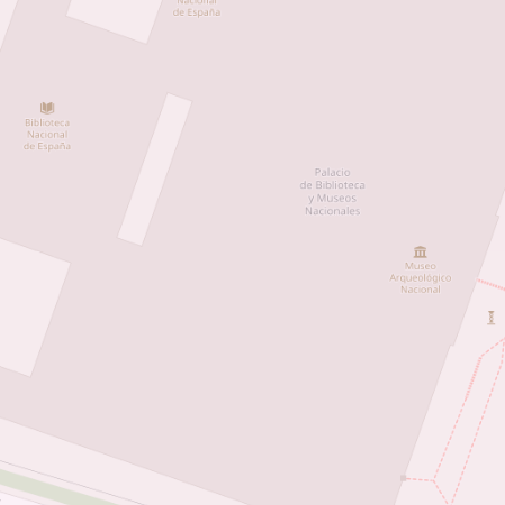 Nacional
de España
Biblioteca
Nacional
de España
Palacio
de Biblioteca
y Museos
Nacionales
Museo
Arqueológico
Nacional